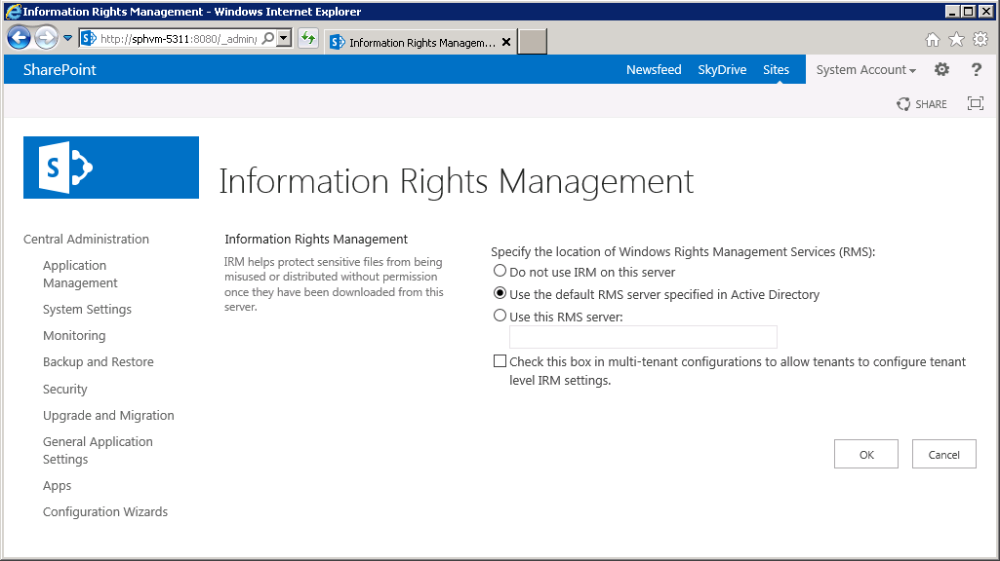 Information Rights Management - Windows Internet Explorer
http://sphvm-5311:8080/_admin/
Information Rights Managem...
SharePoint
Newsfeed SkyDrive Sites System Account ?
SHARE
S
Information Rights Management
Central Administration
Application
Management
System Settings
Monitoring
Backup and Restore
Security
Upgrade and Migration
General Application
Settings
Apps
Configuration Wizards
Information Rights Management
IRM helps protect sensitive files from being
misused or distributed without permission
once they have been downloaded from this
server.
Specify the location of Windows Rights Management Services (RMS):
Do not use IRM on this server
Use the default RMS server specified in Active Directory
Use this RMS server:
Check this box in multi-tenant configurations to allow tenants to configure tenant
level IRM settings.
OK Cancel